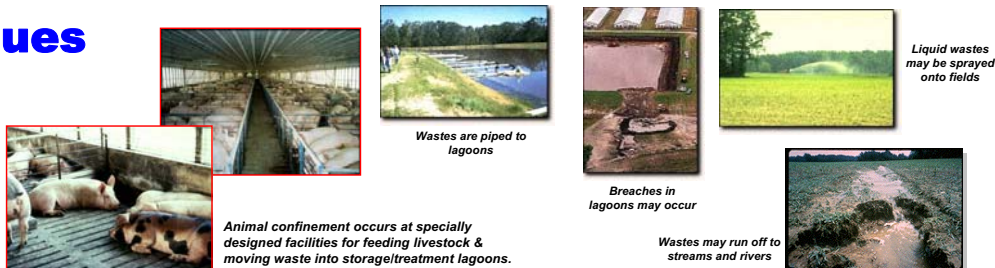 ues
Wastes are piped to
lagoons
Breaches in
lagoons may occur
Liquid wastes
may be sprayed
onto fields
Animal confinement occurs at specially
designed facilities for feeding livestock &
moving waste into storage/treatment lagoons.
Wastes may run off to
streams and rivers